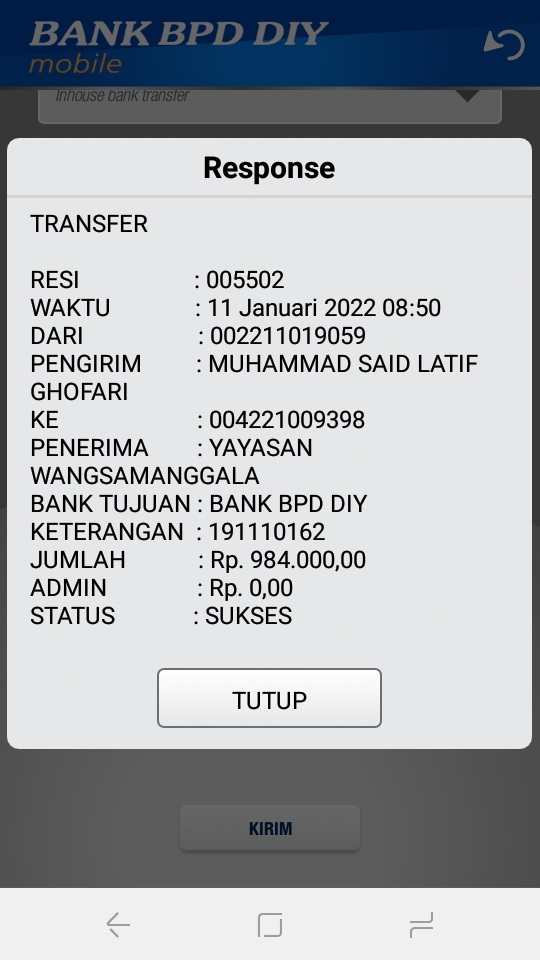 BANK BPD DIY
mobile
Inhouse bank transfer
Response
TRANSFER
RESI : 005502
WAKTU : 11 Januari 2022 08:50
DARI : 002211019059
PENGIRIM : MUHAMMAD SAID LATIF
GHOFARI
KE : 004221009398
PENERIMA : YAYASAN
WANGSAMANGGALA
BANK TUJUAN : BANK BPD DIY
KETERANGAN : 191110162
JUMLAH : Rp. 984.000,00
ADMIN : Rp. 0,00
STATUS : SUKSES
TUTUP
KIRIM